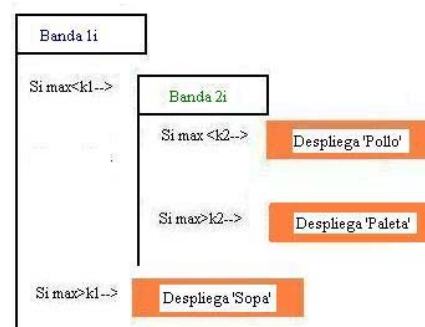 Banda 1i
Si max<k1-->
Banda 2i
Si max <k2-->
Despliega 'Pollo'
Si max>k2-->
Despliega 'Paleta'
Si max>k1-->
Despliega 'Sopa'